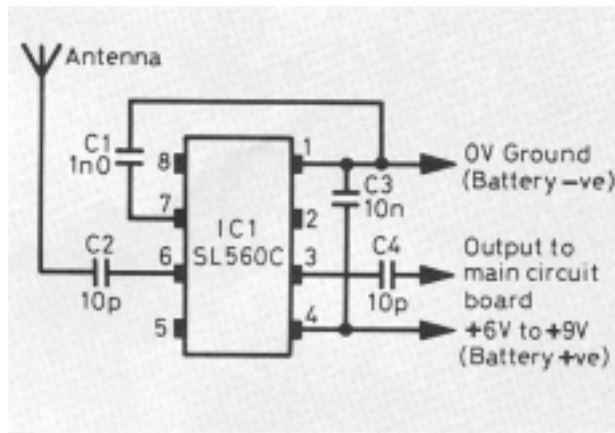 Antenna
C1
1n0
8
1
0V Ground
(Battery –ve)
C3
10n
7
2
IC1
SL560C
C2
10p
6
3
C4
10p
Output to
main circuit
board
5
4
+6V to +9V
(Battery +ve)